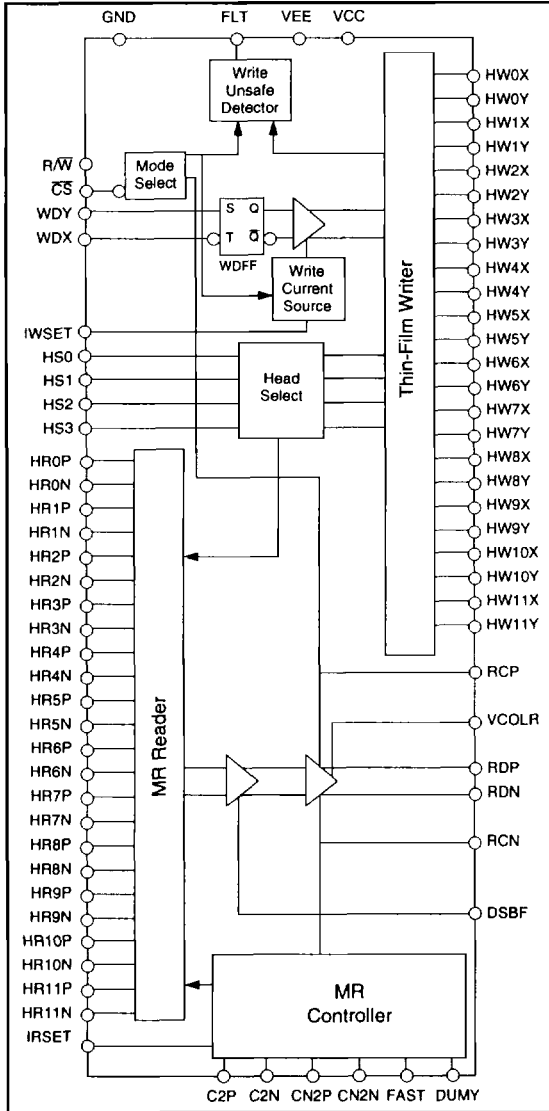 GND FLT VEE VCC
Write
Unsafe
Detector
R/W̅
C̅S̅
WDY
WDX
Mode
Select
S Q
T Q̅
WDFF
Write
Current
Source
IWSET
HS0
HS1
HS2
HS3
Head
Select
Thin-Film Writer
HW0X
HW0Y
HW1X
HW1Y
HW2X
HW2Y
HW3X
HW3Y
HW4X
HW4Y
HW5X
HW5Y
HW6X
HW6Y
HW7X
HW7Y
HW8X
HW8Y
HW9X
HW9Y
HW10X
HW10Y
HW11X
HW11Y
HR0P
HR0N
HR1P
HR1N
HR2P
HR2N
HR3P
HR3N
HR4P
HR4N
HR5P
HR5N
HR6P
HR6N
HR7P
HR7N
HR8P
HR8N
HR9P
HR9N
HR10P
HR10N
HR11P
HR11N
IRSET
MR Reader
RCP
VCOLR
RDP
RDN
RCN
DSBF
MR
Controller
C2P C2N CN2P CN2N FAST DUMY